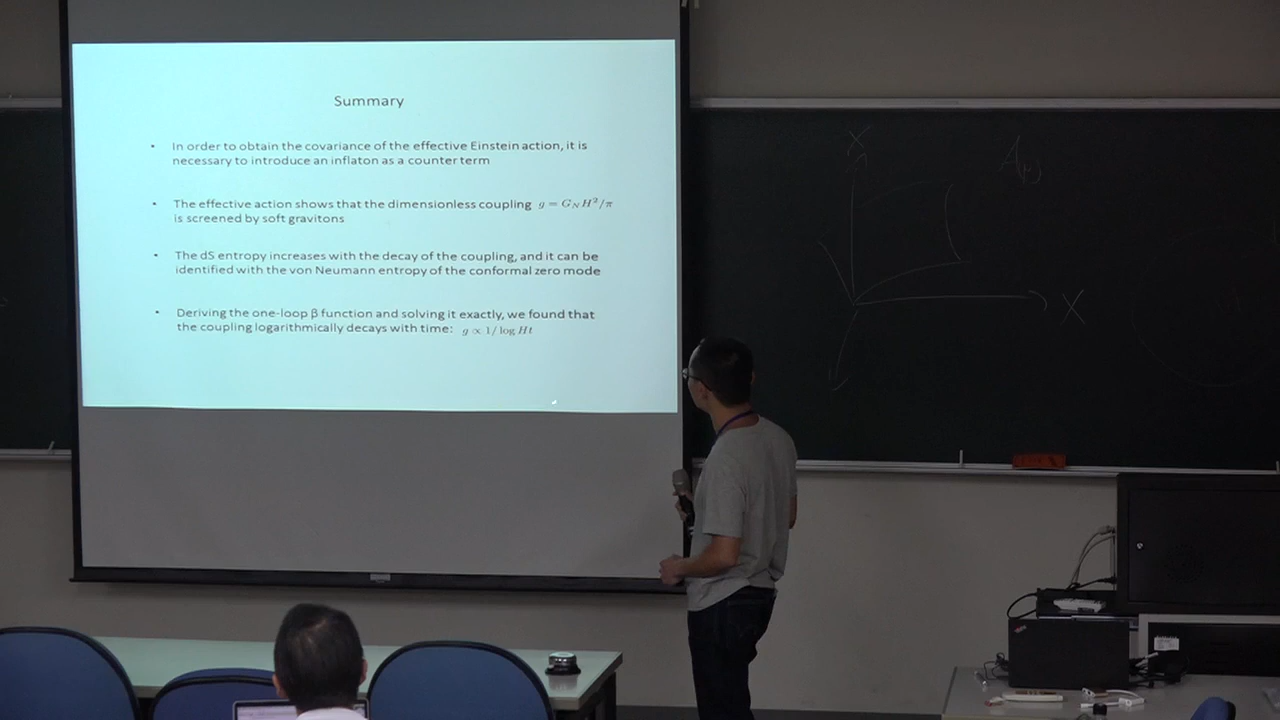 Summary
• In order to obtain the covariance of the effective Einstein action, it is
necessary to introduce an inflaton as a counter term
• The effective action shows that the dimensionless coupling g = G_N H²/π
is screened by soft gravitons
• The dS entropy increases with the decay of the coupling, and it can be
identified with the von Neumann entropy of the conformal zero mode
• Deriving the one-loop β function and solving it exactly, we found that
the coupling logarithmically decays with time: g ∝ 1/ log Ht
X
X